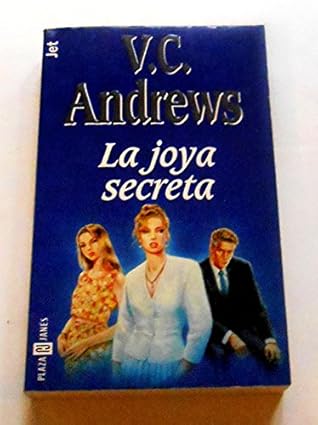 Jet
V.C.
Andrews
La joya
secreta
PLAZA & JANES